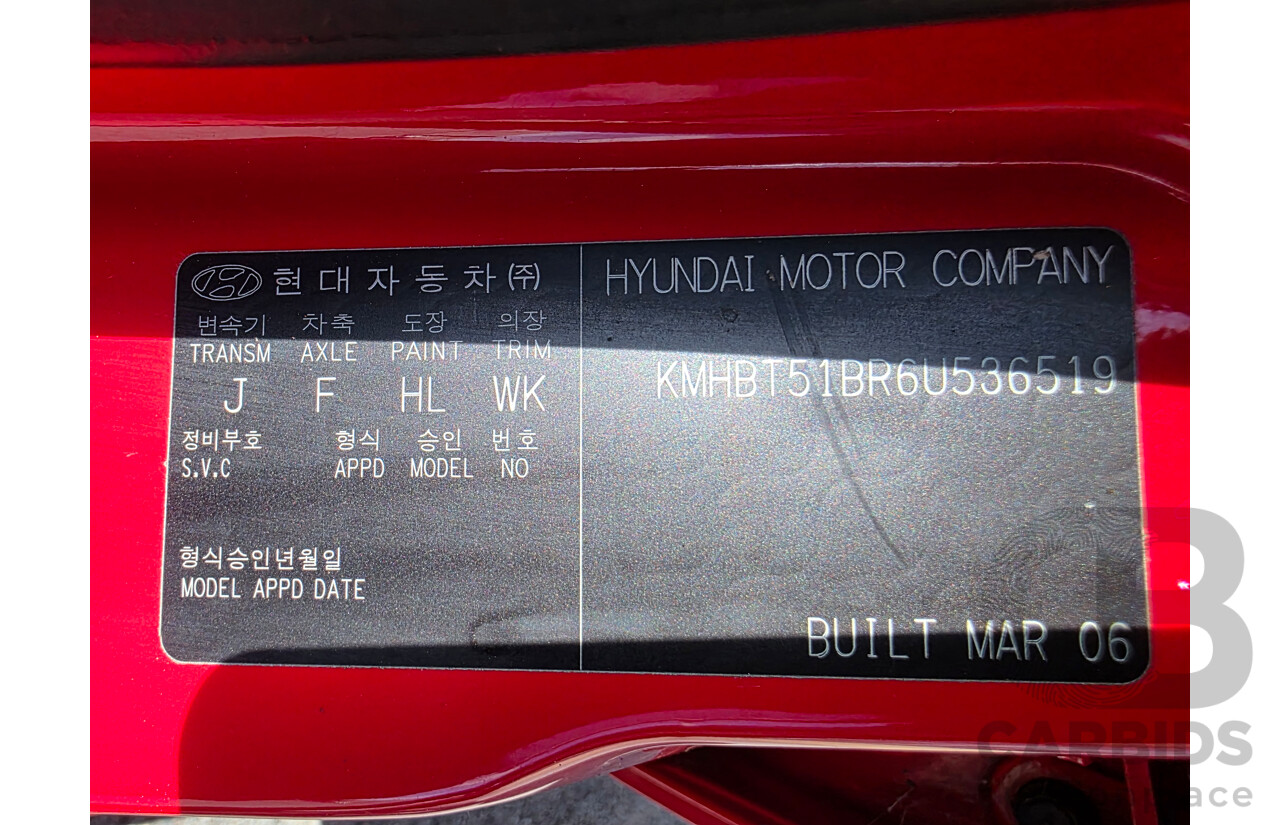 현대자동차㈜
변속기 차축 도장 의장
TRANSM AXLE PAINT TRIM
J F HL WK
정비부호 형식 승인 번호
S.V.C APPD MODEL NO
형식승인년월일
MODEL APPD DATE
HYUNDAI MOTOR COMPANY
KMHBT51BR6U536519
BUILT MAR 06
B
CARBIDS